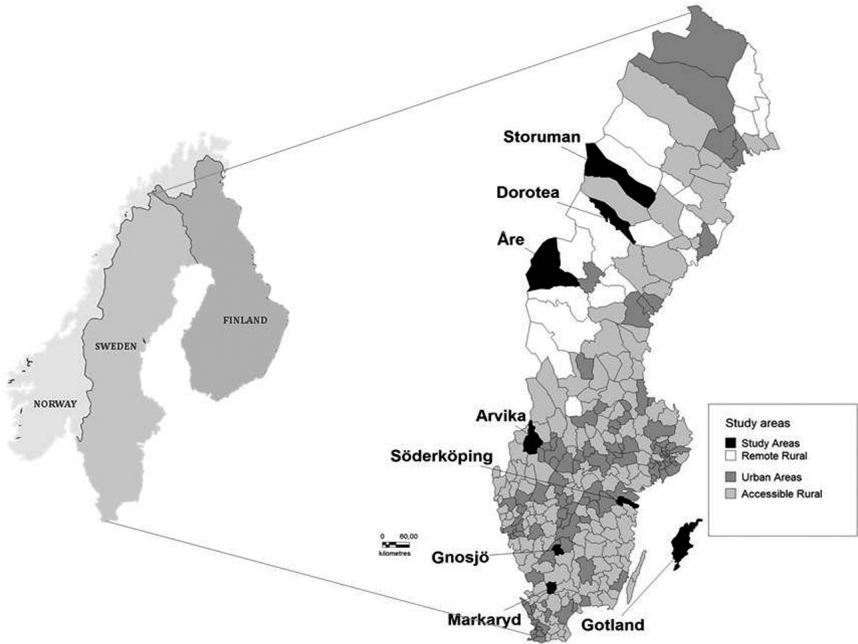 NORWAY
SWEDEN
FINLAND
Storuman
Dorotea
Åre
Arvika
Söderköping
Gnosjö
Markaryd
Gotland
0 60,00
kilometres
Study areas
Study Areas
Remote Rural
Urban Areas
Accessible Rural